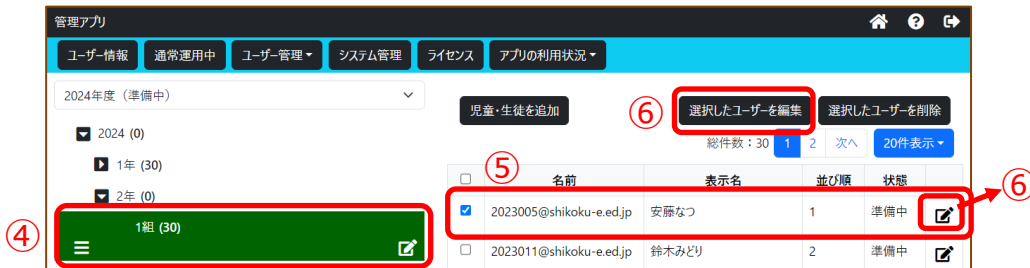 管理アプリ
ユーザー情報 通常運用中 ユーザー管理 システム管理 ライセンス アプリの利用状況
2024年度（準備中）
2024 (0)
1年 (30)
2年 (0)
④
1組 (30)
児童・生徒を追加 ⑥ 選択したユーザーを編集 選択したユーザーを削除
総件数：30 1 2 次へ 20件表示
⑤
名前 表示名 並び順 状態
2023005@shikoku-e.ed.jp 安藤なつ 1 準備中
⑥
2023011@shikoku-e.ed.jp 鈴木みどり 2 準備中